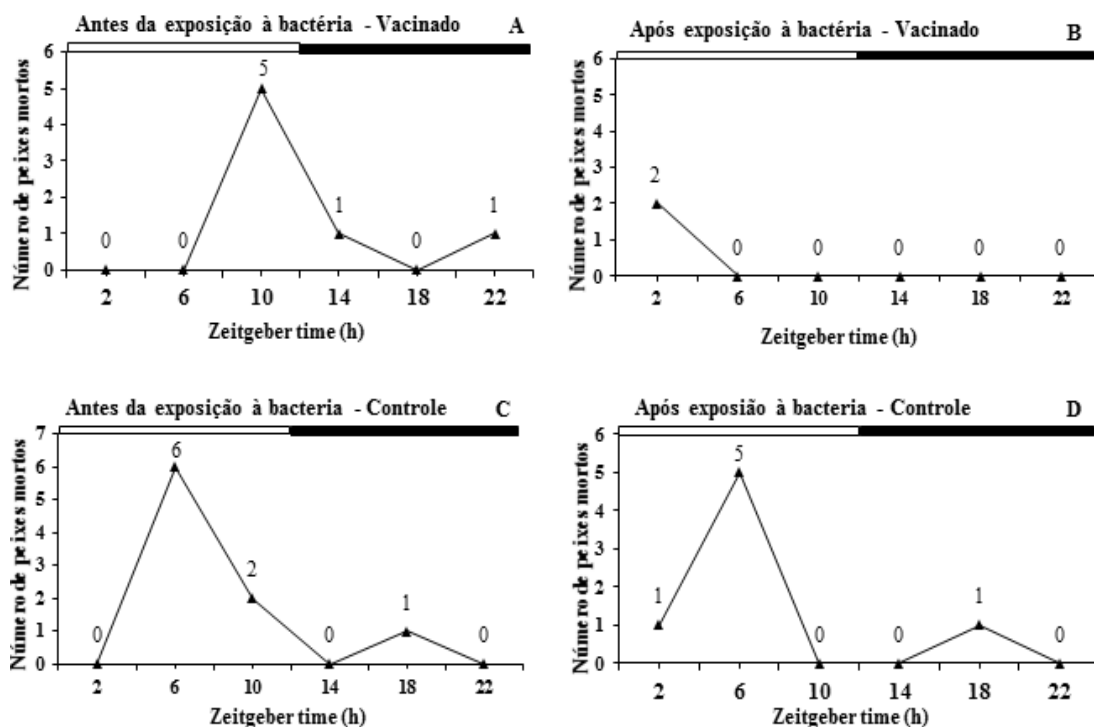 Antes da exposição à bactéria - Vacinado A
6
5
4
3
2
1
0
0 0 5 1 0 1
2 6 10 14 18 22
Número de peixes mortos
Zeitgeber time (h)
Após exposição à bactéria - Vacinado B
6
5
4
3
2
1
0
2 0 0 0 0 0
2 6 10 14 18 22
Número de peixes mortos
Zeitgeber time (h)
Antes da exposição à bacteria - Controle C
7
6
5
4
3
2
1
0
0 6 2 0 1 0
2 6 10 14 18 22
Número de peixes mortos
Zeitgeber time (h)
Após exposião à bacteria - Controle D
6
5
4
3
2
1
0
1 5 0 0 1 0
2 6 10 14 18 22
Número de peixes mortos
Zeitgeber time (h)